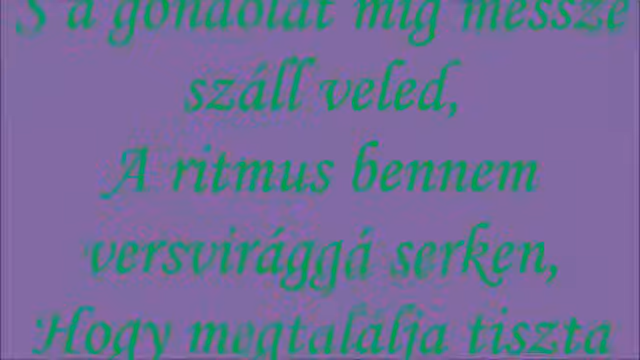 S a gondolat míg messze
száll veled,
A ritmus bennem
versvirággá serken,
Hogy megtalálja tiszta